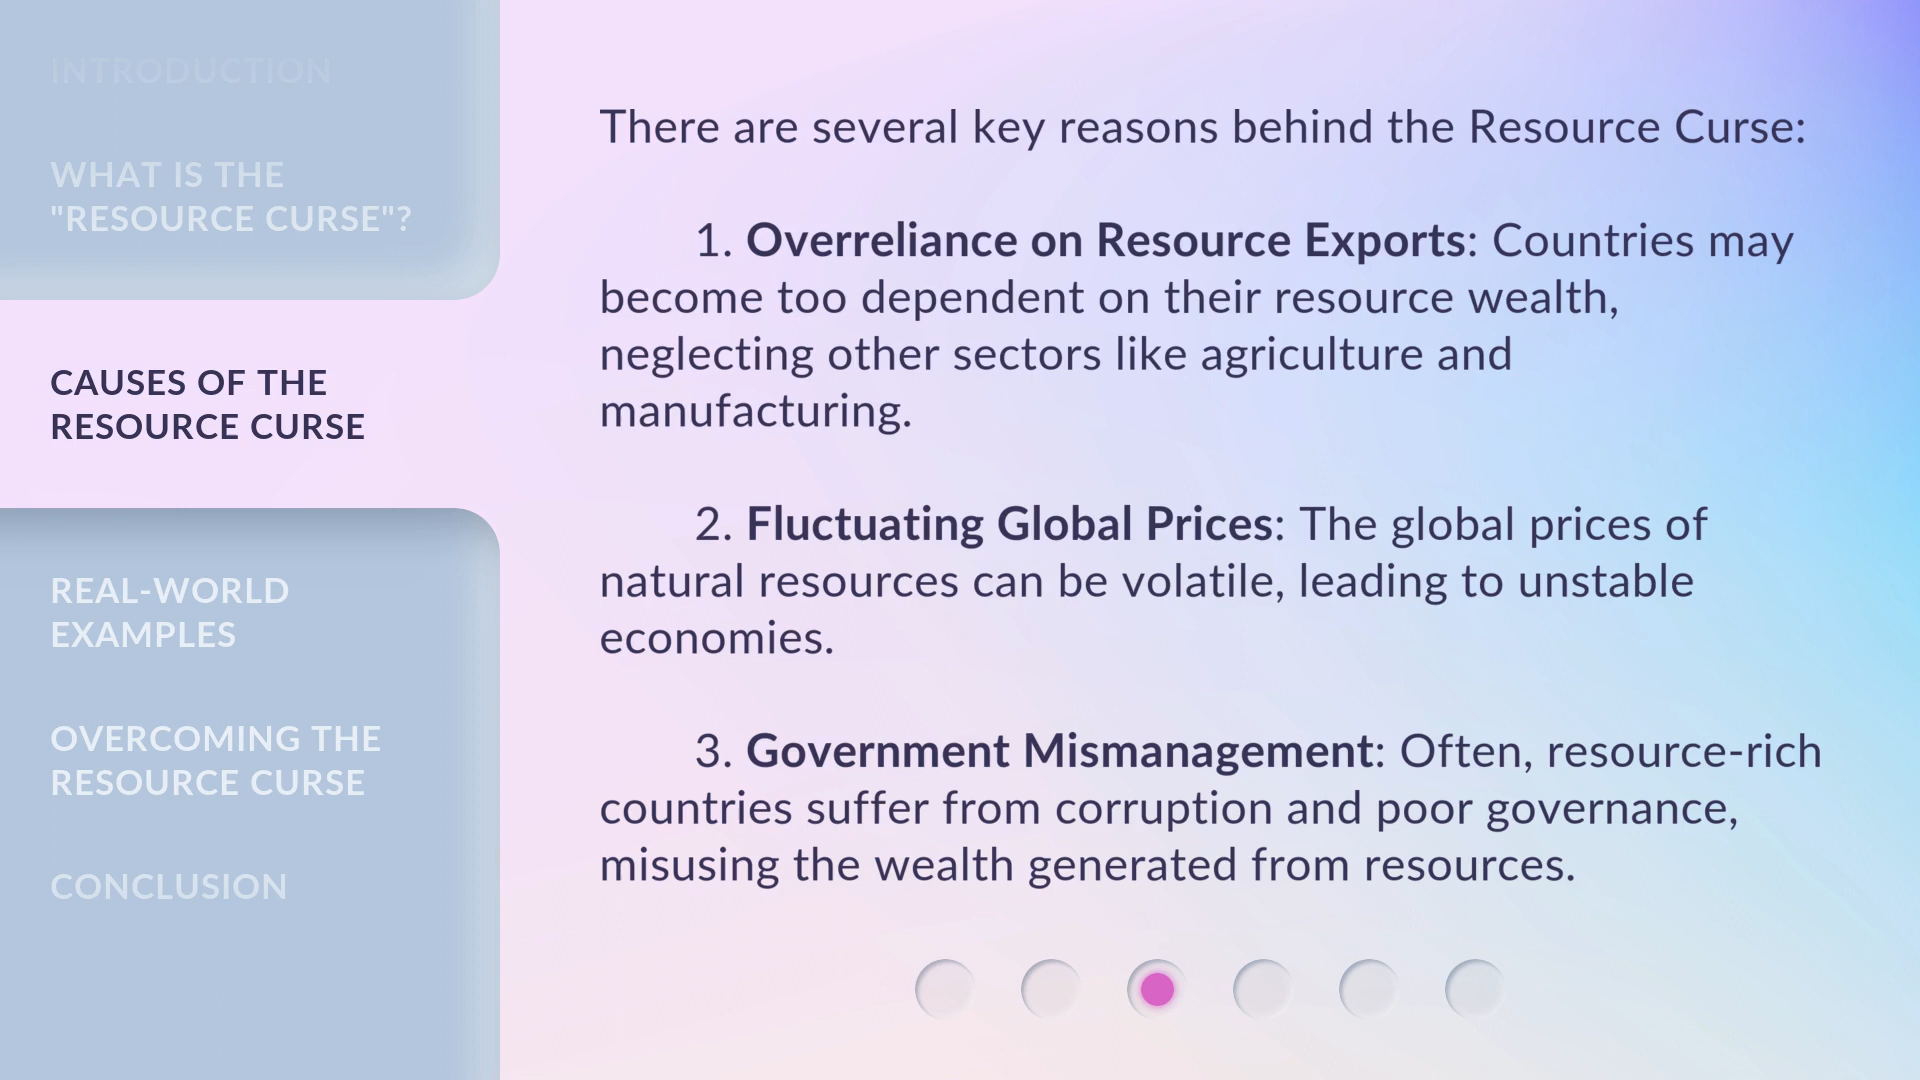 INTRODUCTION
WHAT IS THE
"RESOURCE CURSE"?
CAUSES OF THE
RESOURCE CURSE
REAL-WORLD
EXAMPLES
OVERCOMING THE
RESOURCE CURSE
CONCLUSION
There are several key reasons behind the Resource Curse:
1. Overreliance on Resource Exports: Countries may
become too dependent on their resource wealth,
neglecting other sectors like agriculture and
manufacturing.
2. Fluctuating Global Prices: The global prices of
natural resources can be volatile, leading to unstable
economies.
3. Government Mismanagement: Often, resource-rich
countries suffer from corruption and poor governance,
misusing the wealth generated from resources.